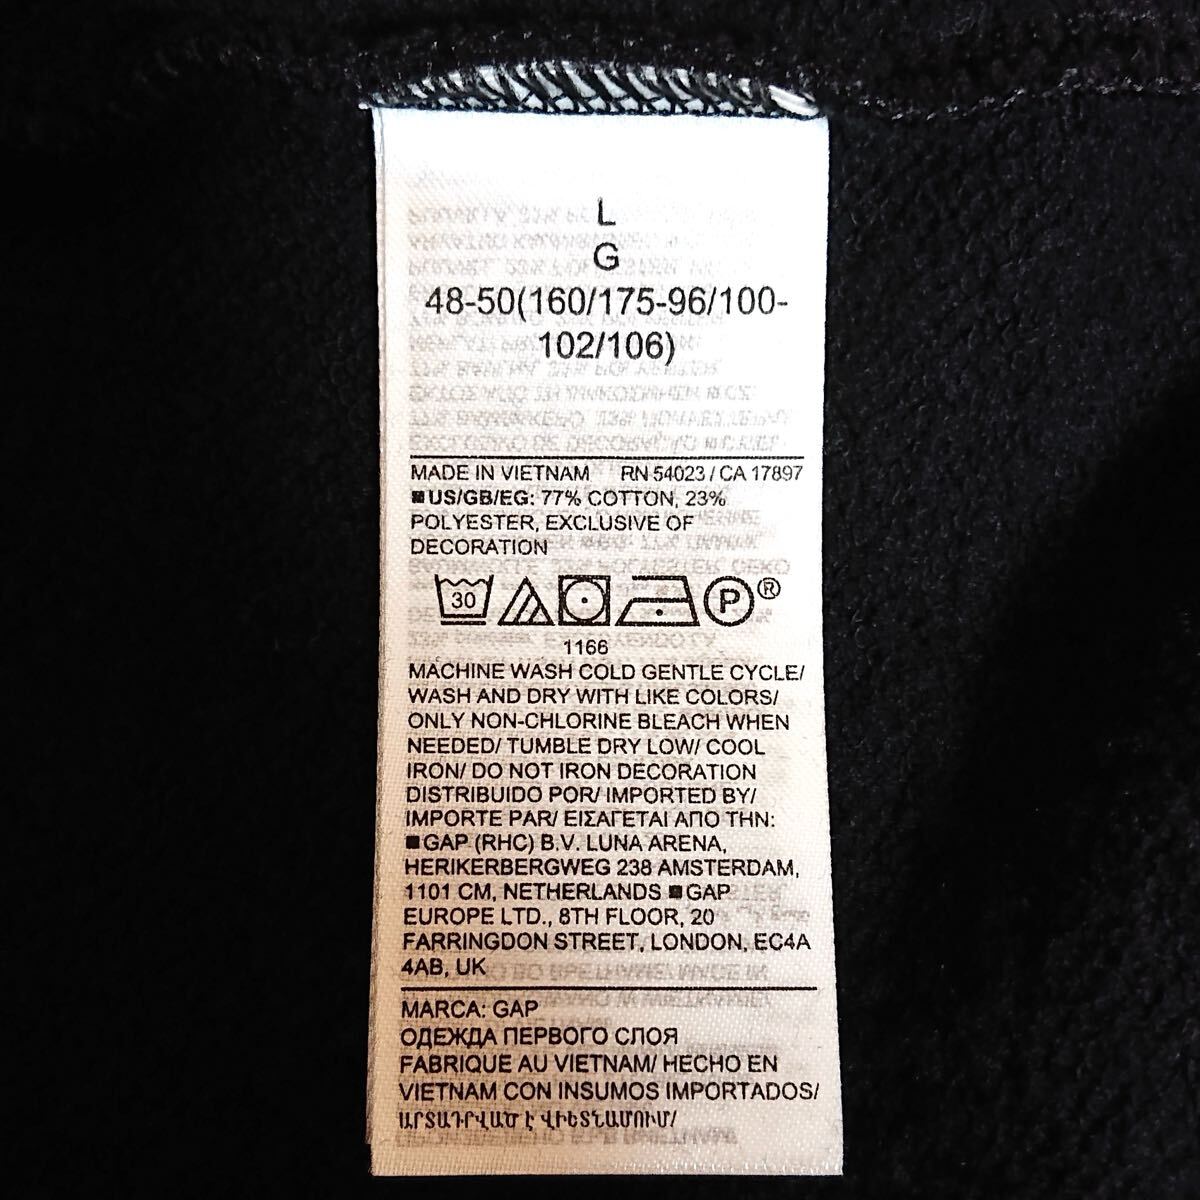 L
G
48-50(160/175-96/100-
102/106)
MADE IN VIETNAM RN 54023 / CA 17897
■US/GB/EG: 77% COTTON, 23%
POLYESTER, EXCLUSIVE OF
DECORATION
30 P ®
1166
MACHINE WASH COLD GENTLE CYCLE/
WASH AND DRY WITH LIKE COLORS/
ONLY NON-CHLORINE BLEACH WHEN
NEEDED/ TUMBLE DRY LOW/ COOL
IRON/ DO NOT IRON DECORATION
DISTRIBUIDO POR/ IMPORTED BY/
IMPORTE PAR/ ΕΙΣΑΓΕΤΑΙ ΑΠΟ ΤΗΝ:
■GAP (RHC) B.V. LUNA ARENA,
HERIKERBERGWEG 238 AMSTERDAM,
1101 CM, NETHERLANDS ■GAP
EUROPE LTD., 8TH FLOOR, 20
FARRINGDON STREET, LONDON, EC4A
4AB, UK
MARCA: GAP
ОДЕЖДА ПЕРВОГО СЛОЯ
FABRIQUE AU VIETNAM/ HECHO EN
VIETNAM CON INSUMOS IMPORTADOS/
ԱՐՏԱԴՐՎԱԾ Է ՎԻԵՏՆԱՄՈՒՄ/